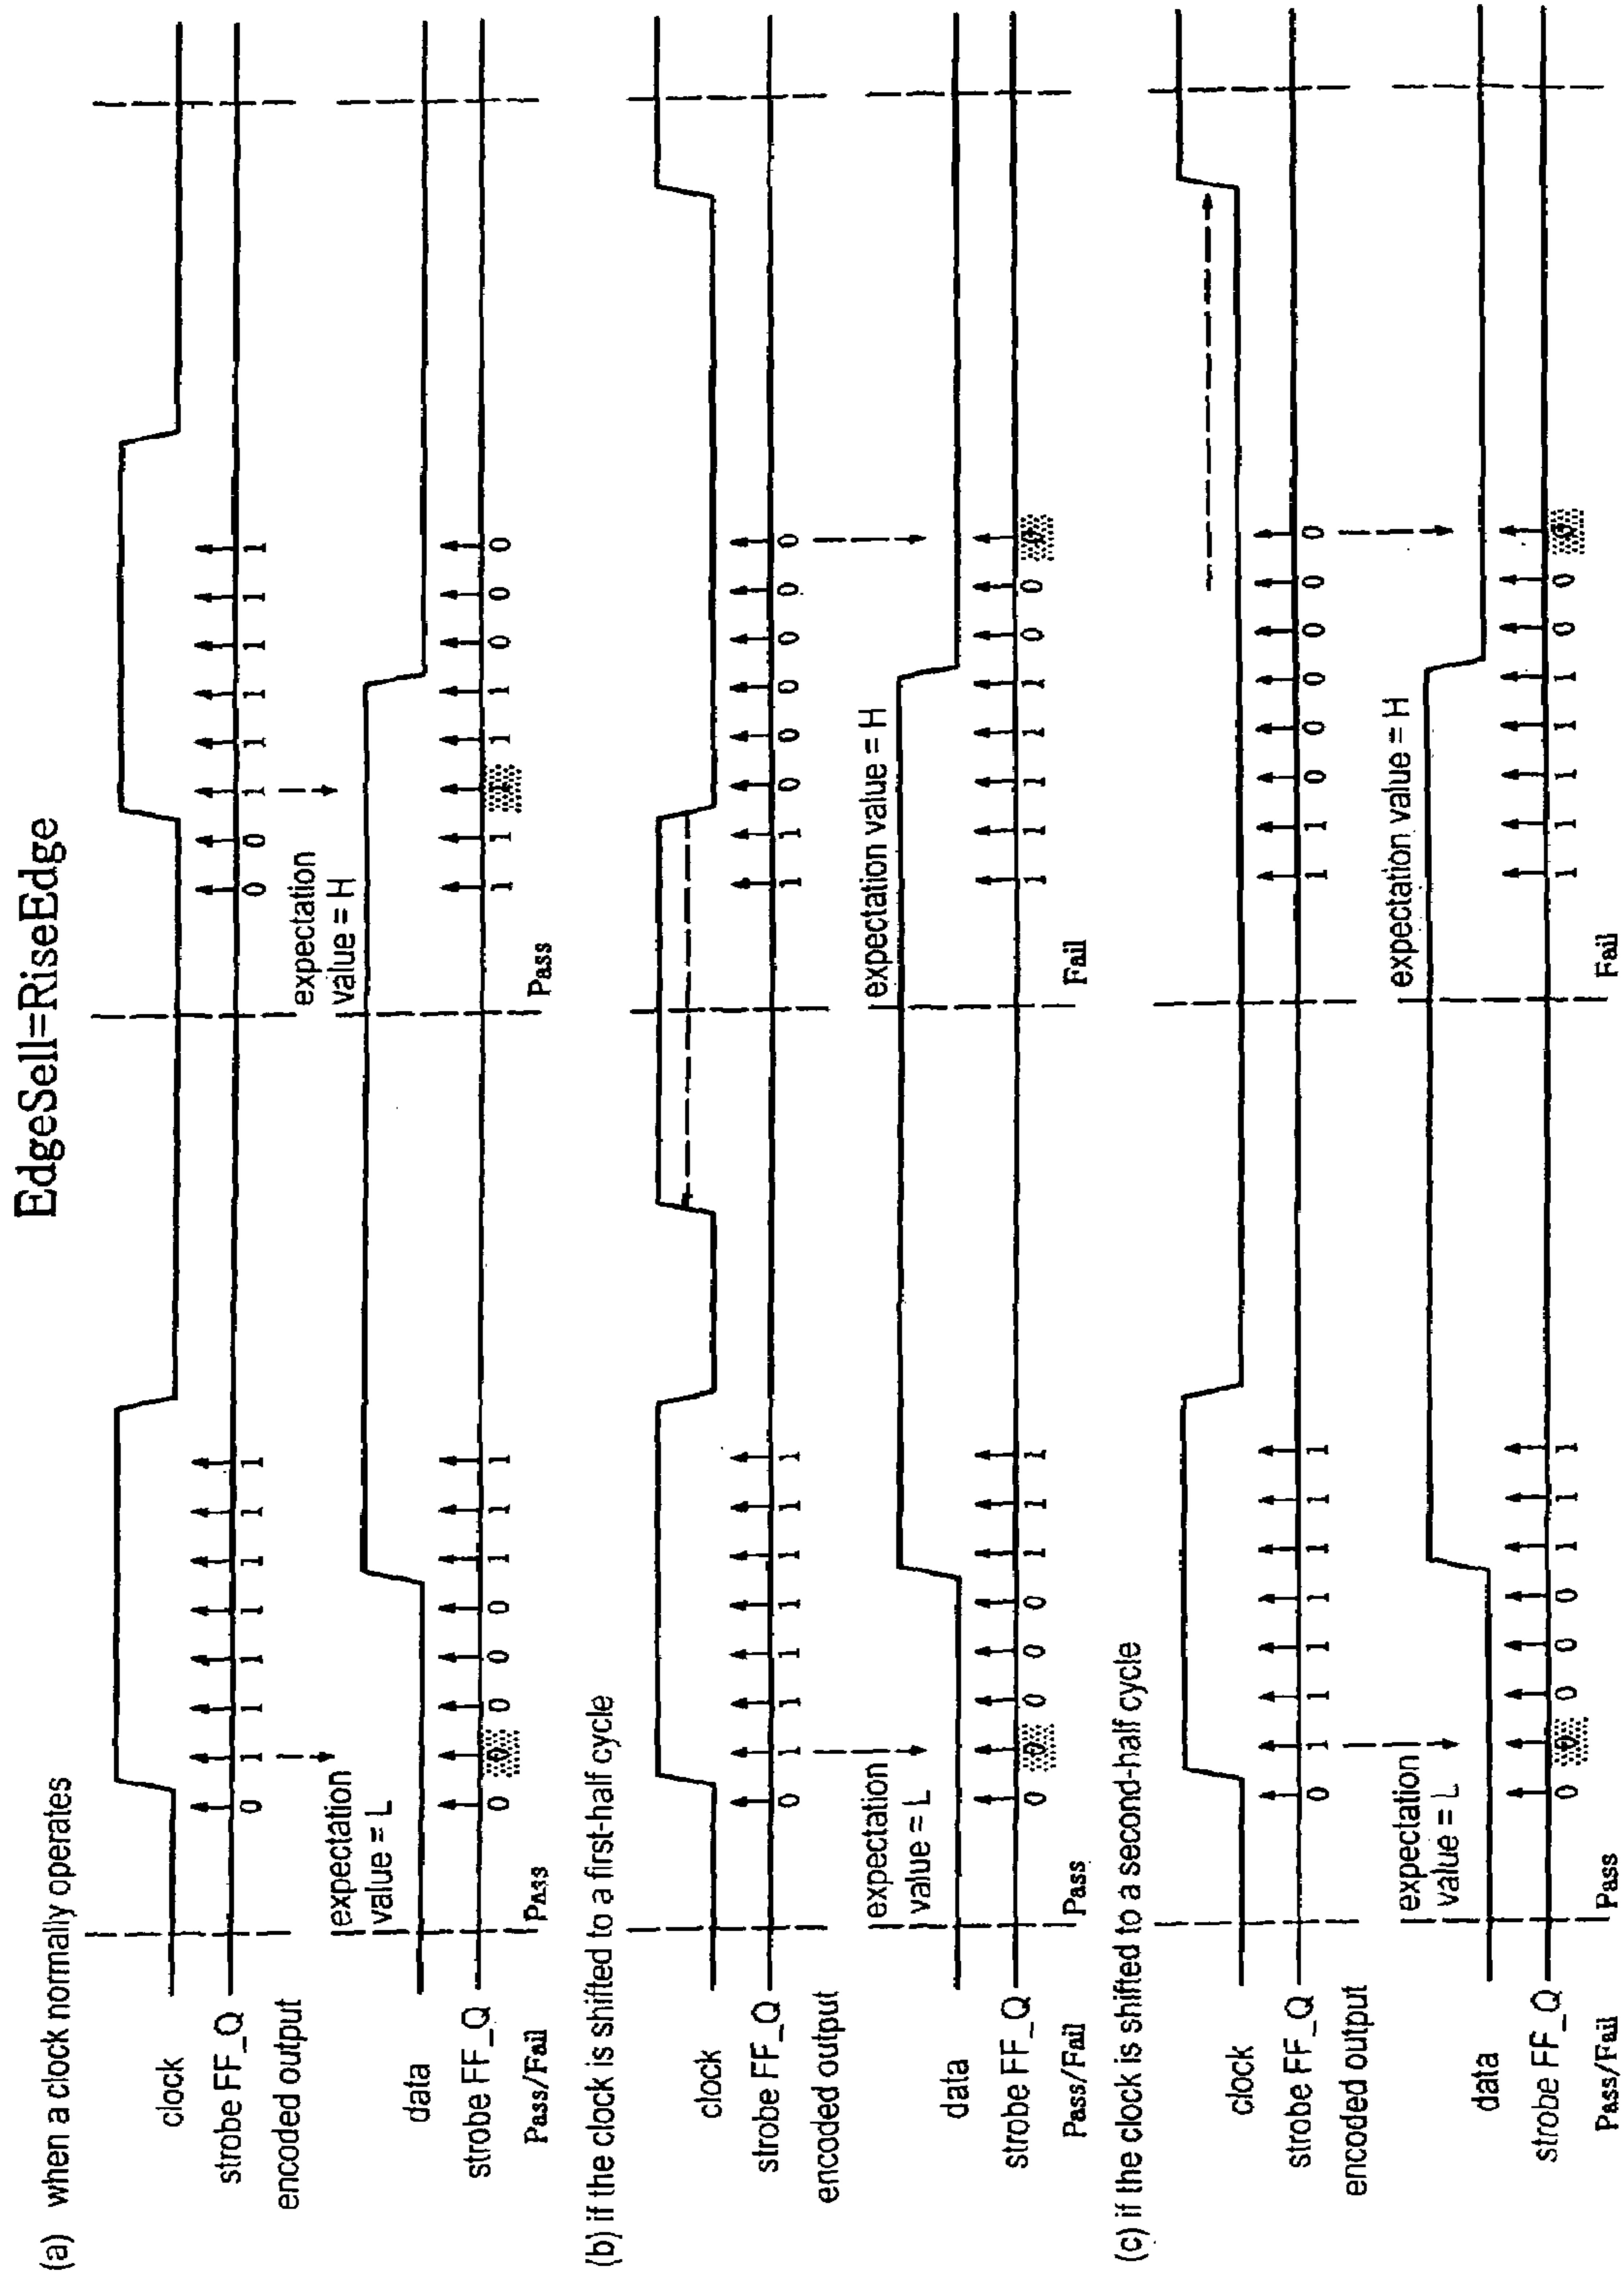 EdgeSell=RiseEdge
(a) when a clock normally operates
clock
strobe FF_Q
encoded output
0 1 1 1 1 1 1 1 0 0 1 1 1 1 1 1
expectation
value = L
expectation
value = H
data
strobe FF_Q
0 0 0 0 0 1 1 1 1 1 1 1 1 0 0 0
Pass/Fail
Pass
Pass
(b) if the clock is shifted to a first-half cycle
clock
strobe FF_Q
encoded output
0 1 1 1 1 1 1 1 1 1 0 0 0 0 0 0
expectation
value = L
expectation value = H
data
strobe FF_Q
0 0 0 0 0 1 1 1 1 1 1 1 1 0 0 0
Pass/Fail
Pass
Fail
(c) if the clock is shifted to a second-half cycle
clock
strobe FF_Q
encoded output
0 1 1 1 1 1 1 1 1 1 0 0 0 0 0 0
expectation
value = L
expectation value = H
data
strobe FF_Q
0 0 0 0 0 1 1 1 1 1 1 1 1 0 0 0
Pass/Fail
Pass
Fail